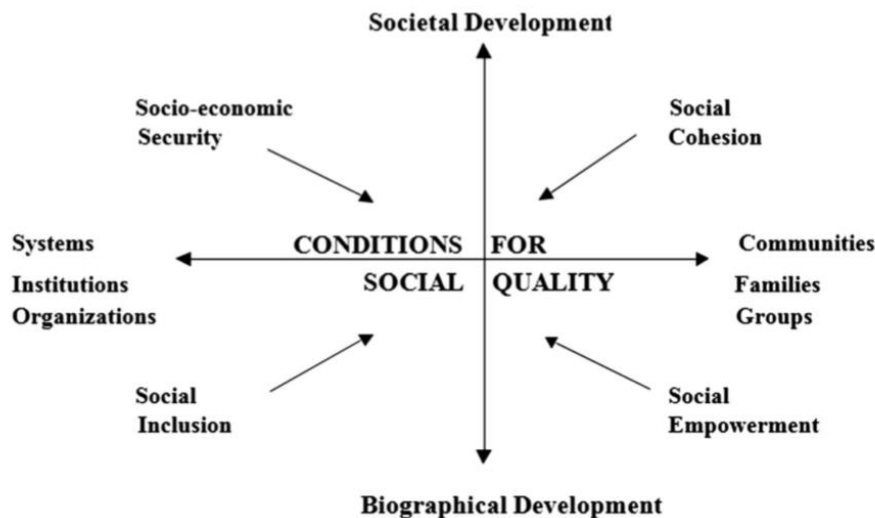 Societal Development
Socio-economic
Security
Social
Cohesion
Systems
Institutions
Organizations
CONDITIONS FOR
SOCIAL QUALITY
Communities
Families
Groups
Social
Inclusion
Social
Empowerment
Biographical Development